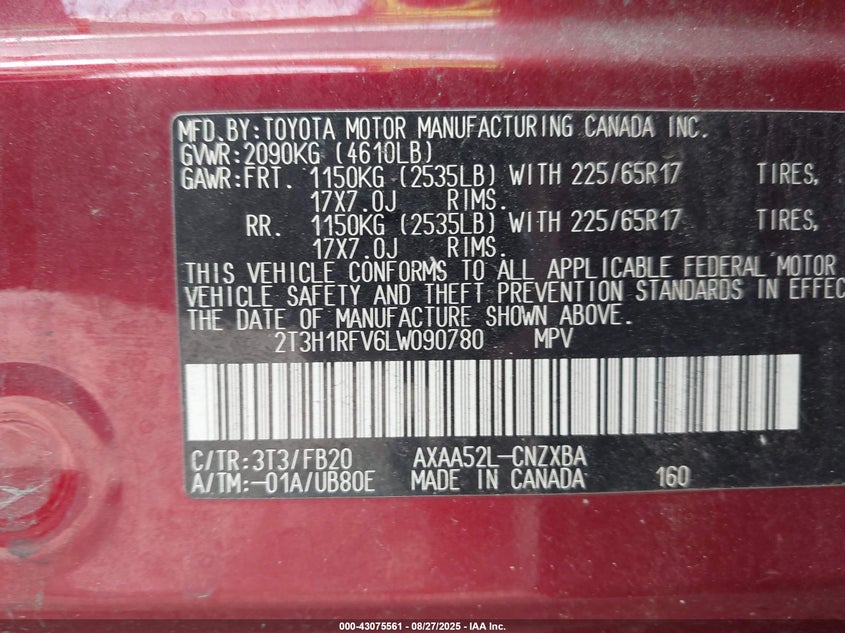 MFD.BY:TOYOTA MOTOR MANUFACTURING CANADA INC.
GVWR:2090KG (4610LB)
GAWR:FRT. 1150KG (2535LB) WITH 225/65R17 TIRES,
17X7.0J RIMS.
RR. 1150KG (2535LB) WITH 225/65R17 TIRES,
17X7.0J RIMS.
THIS VEHICLE CONFORMS TO ALL APPLICABLE FEDERAL MOTOR
VEHICLE SAFETY AND THEFT PREVENTION STANDARDS IN EFFEC
THE DATE OF MANUFACTURE SHOWN ABOVE.
2T3H1RFV6LW090780 MPV
C/TR:3T3/FB20 AXAA52L-CNZXBA
A/TM:-01A/UB80E MADE IN CANADA 160
000-43075561 - 08/27/2025 - IAA Inc.